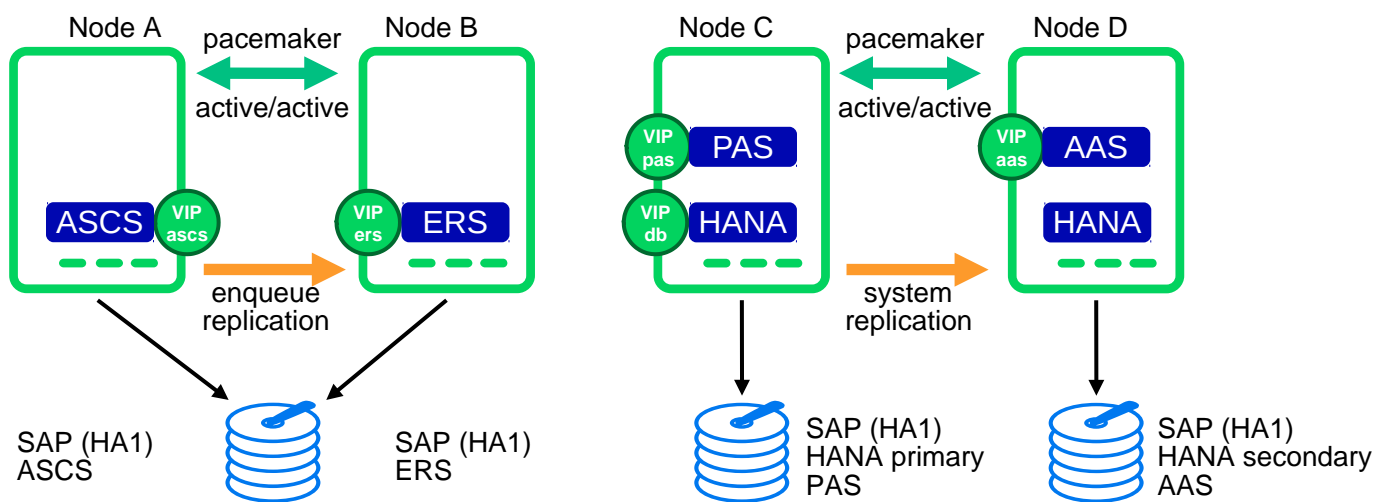 Node A
Node B
Node C
Node D
pacemaker
active/active
pacemaker
active/active
VIP
pas
PAS
VIP
aas
AAS
ASCS
VIP
ascs
VIP
ers
ERS
VIP
db
HANA
HANA
enqueue
replication
system
replication
SAP (HA1)
ASCS
SAP (HA1)
ERS
SAP (HA1)
HANA primary
PAS
SAP (HA1)
HANA secondary
AAS